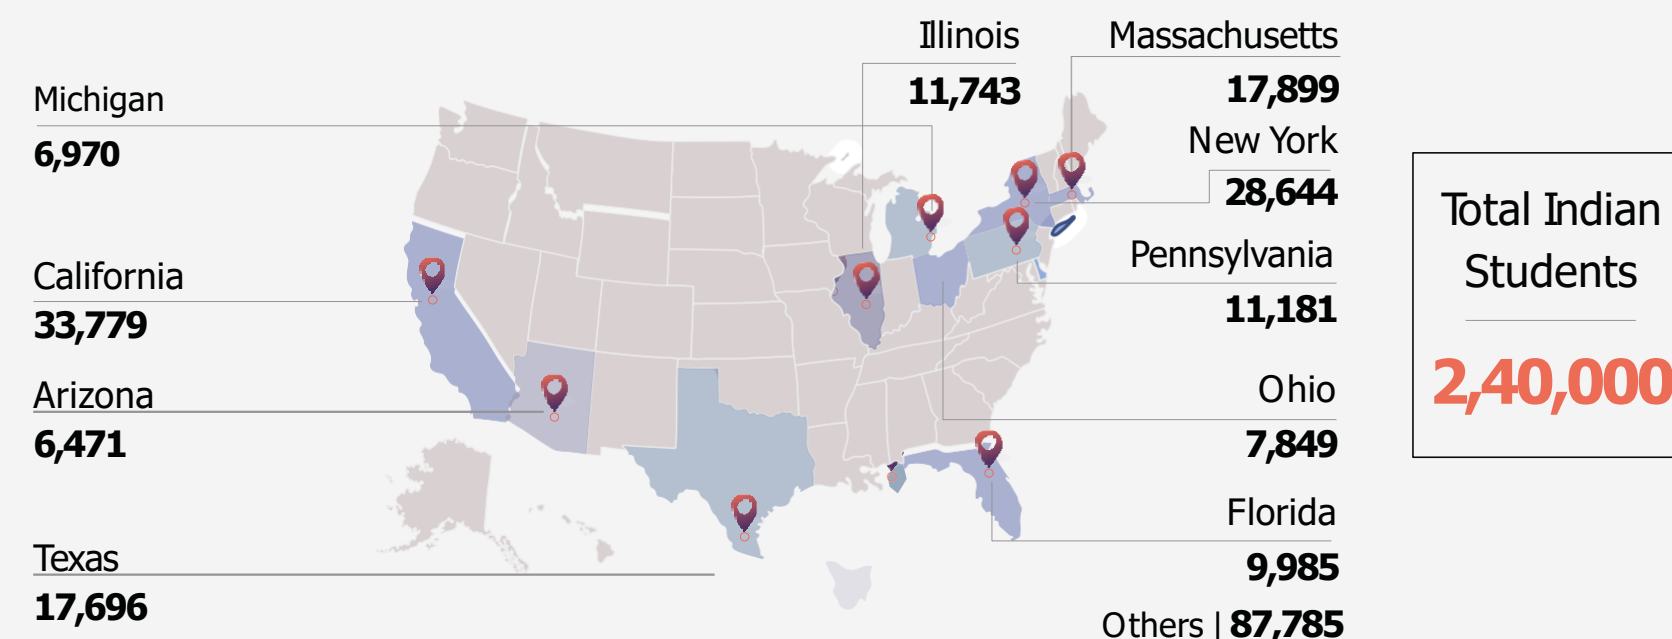 Michigan
6,970
California
33,779
Arizona
6,471
Texas
17,696
Illinois
11,743
Massachusetts
17,899
New York
28,644
Pennsylvania
11,181
Ohio
7,849
Florida
9,985
Others | 87,785
Total Indian
Students
2,40,000